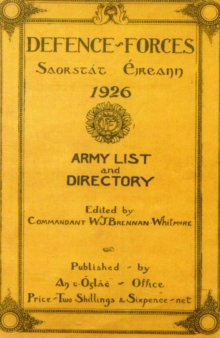 DEFENCE-FORCES
SAORSTÁT ÉIREANN
1926
ARMY LIST
and
DIRECTORY
Edited by
COMMANDANT W.J. BRENNAN-WHITMORE
Published - by
An t-Óglác - Office
Price-Two Shillings & Sixpence-net